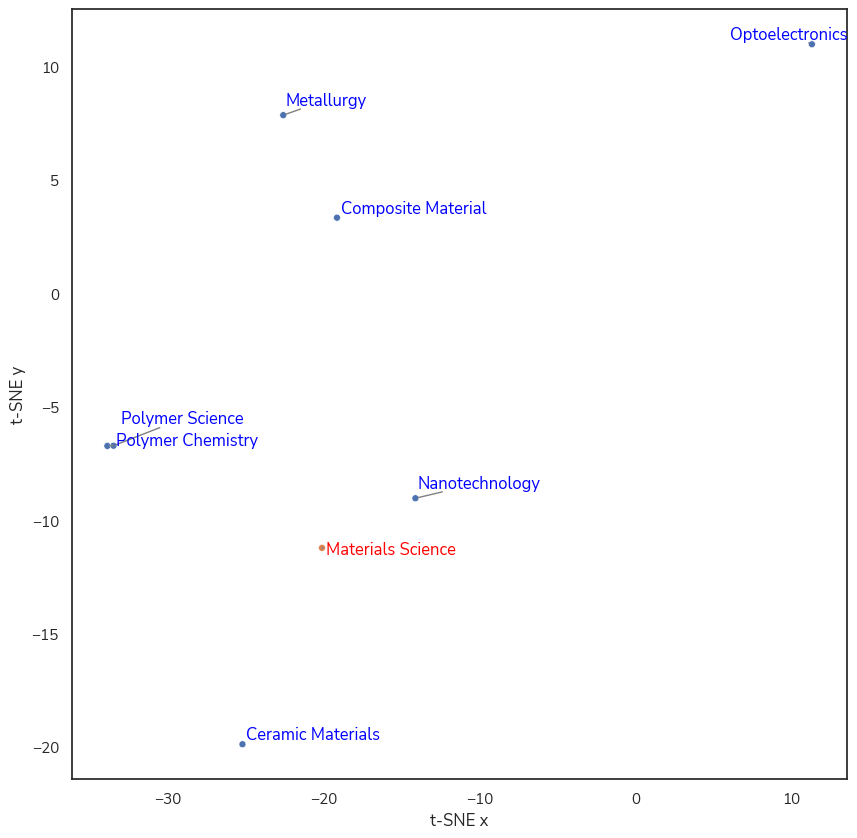 Optoelectronics
10
Metallurgy
5
Composite Material
0
t-SNE y
−5
Polymer Science
Polymer Chemistry
Nanotechnology
−10
Materials Science
−15
Ceramic Materials
−20
−30 −20 −10 0 10
t-SNE x